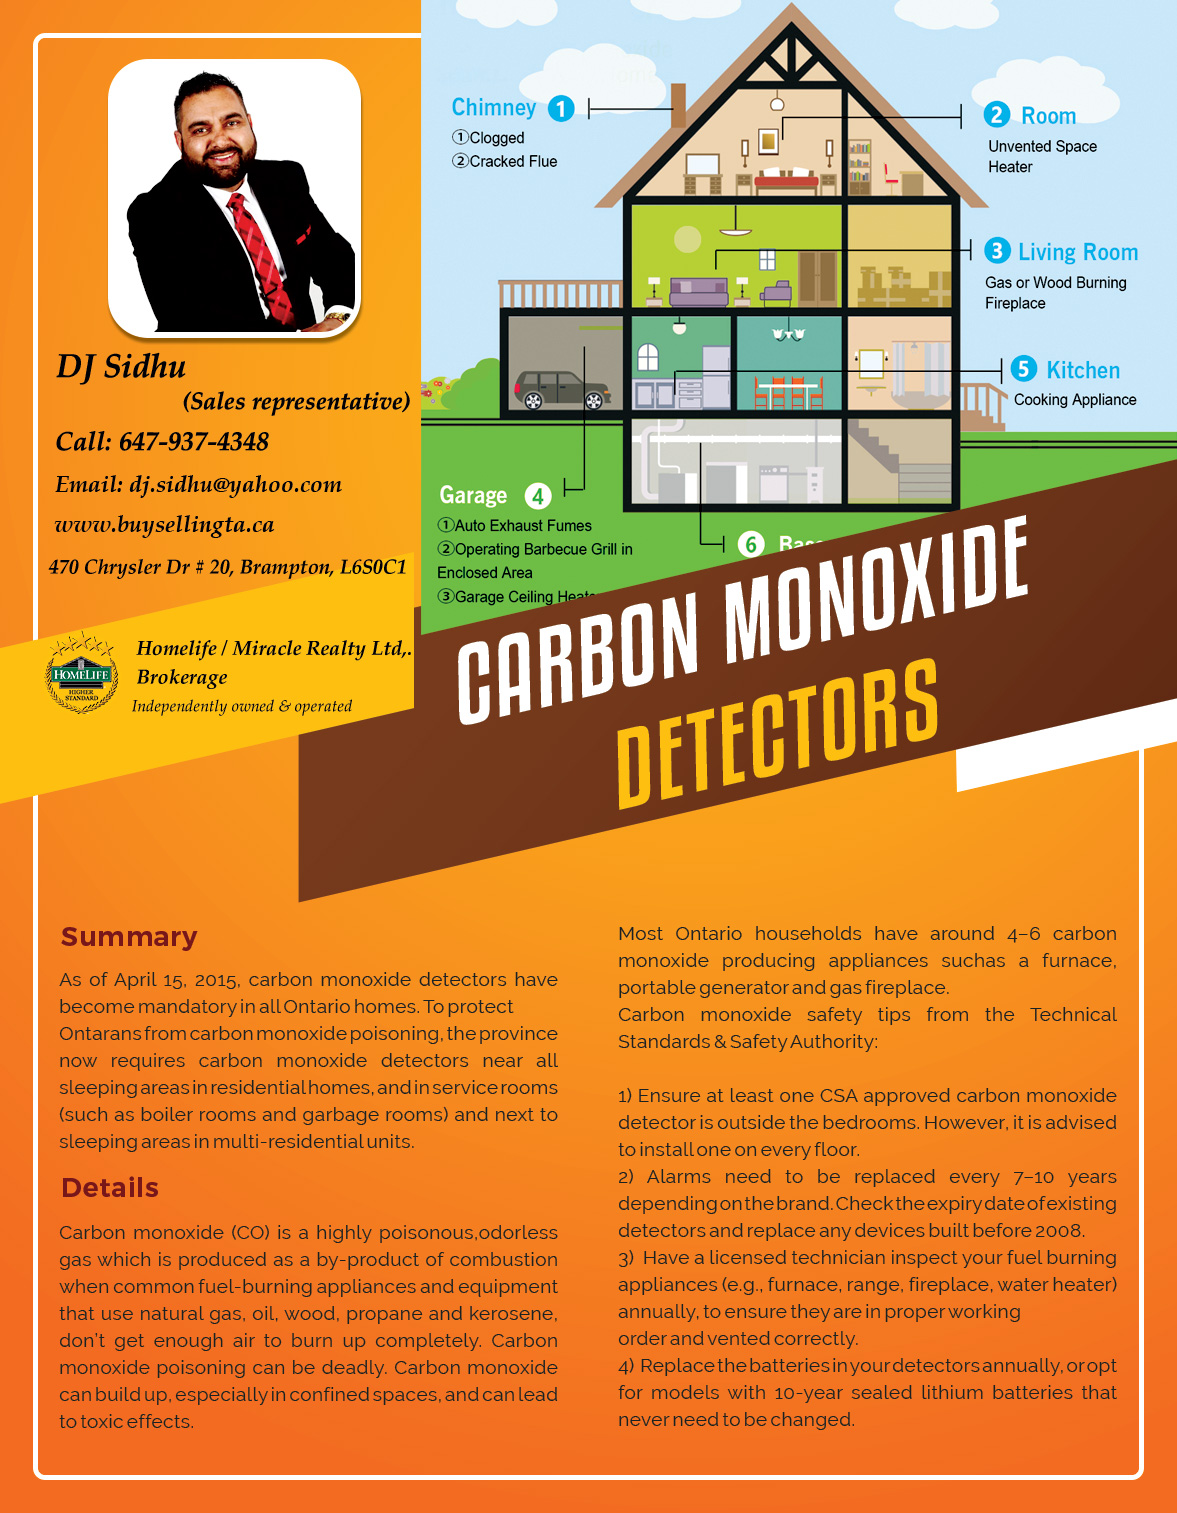 DJ Sidhu
(Sales representative)
Call: 647-937-4348
Email: dj.sidhu@yahoo.com
www.buysellingta.ca
470 Chrysler Dr # 20, Brampton, L6S0C1
HOMELIFE
HIGHER
STANDARD
Homelife / Miracle Realty Ltd,.
Brokerage
Independently owned & operated
Chimney 1
①Clogged
②Cracked Flue
2 Room
Unvented Space
Heater
3 Living Room
Gas or Wood Burning
Fireplace
5 Kitchen
Cooking Appliance
Garage 4
①Auto Exhaust Fumes
②Operating Barbecue Grill in
Enclosed Area
③Garage Ceiling
6
CARBON MONOXIDE
DETECTORS
Summary
As of April 15, 2015, carbon monoxide detectors have
become mandatory in all Ontario homes. To protect
Ontarans from carbon monoxide poisoning, the province
now requires carbon monoxide detectors near all
sleeping areas in residential homes, and in service rooms
(such as boiler rooms and garbage rooms) and next to
sleeping areas in multi-residential units.
Details
Carbon monoxide (CO) is a highly poisonous,odorless
gas which is produced as a by-product of combustion
when common fuel-burning appliances and equipment
that use natural gas, oil, wood, propane and kerosene,
don't get enough air to burn up completely. Carbon
monoxide poisoning can be deadly. Carbon monoxide
can build up, especially in confined spaces, and can lead
to toxic effects.
Most Ontario households have around 4–6 carbon
monoxide producing appliances suchas a furnace,
portable generator and gas fireplace.
Carbon monoxide safety tips from the Technical
Standards & Safety Authority:
1) Ensure at least one CSA approved carbon monoxide
detector is outside the bedrooms. However, it is advised
to install one on every floor.
2) Alarms need to be replaced every 7–10 years
depending on the brand. Check the expiry date of existing
detectors and replace any devices built before 2008.
3) Have a licensed technician inspect your fuel burning
appliances (e.g., furnace, range, fireplace, water heater)
annually, to ensure they are in proper working
order and vented correctly.
4) Replace the batteries in your detectors annually, or opt
for models with 10-year sealed lithium batteries that
never need to be changed.